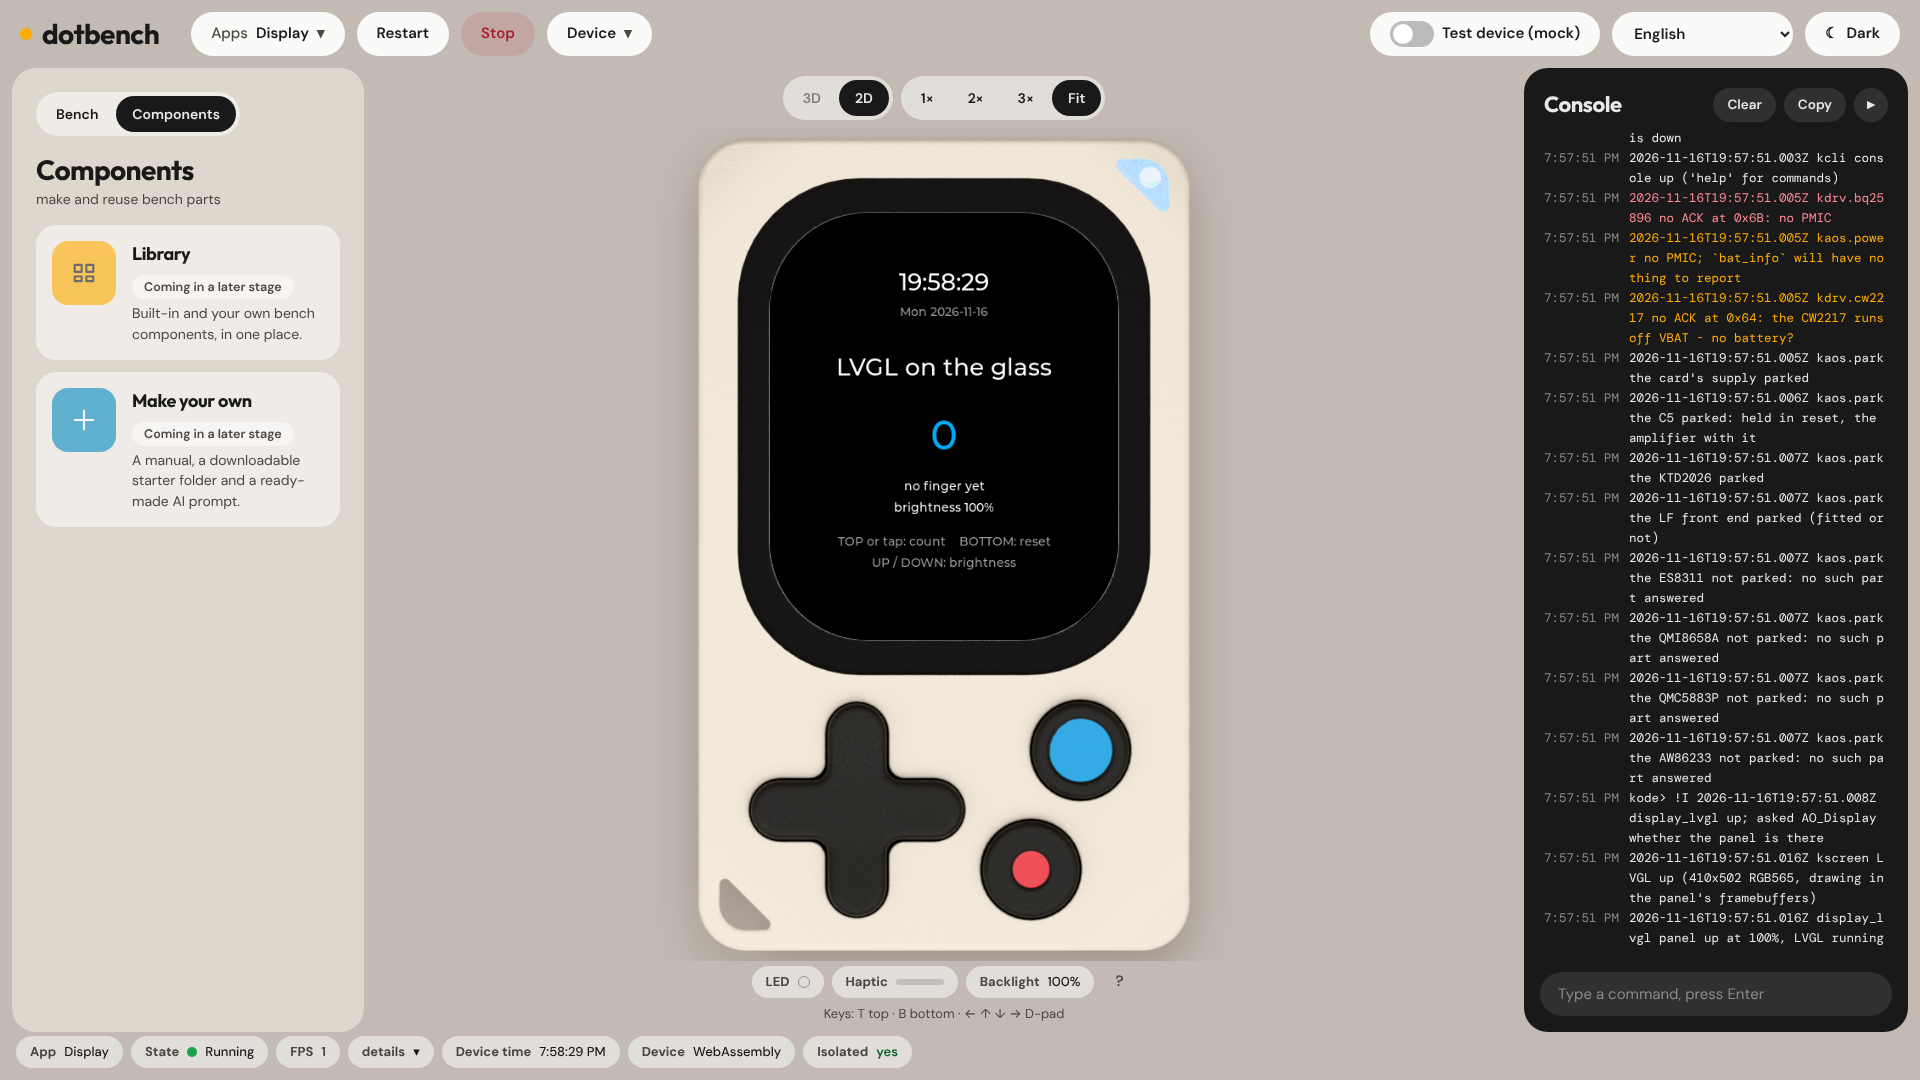 dotbench
Apps Display ▾
Restart
Stop
Device ▾
Test device (mock)
English
Dark
Bench
Components
Components
make and reuse bench parts
Library
Coming in a later stage
Built-in and your own bench
components, in one place.
Make your own
Coming in a later stage
A manual, a downloadable
starter folder and a ready-
made AI prompt.
3D
2D
1×
2×
3×
Fit
19:58:29
Mon 2026-11-16
LVGL on the glass
0
no finger yet
brightness 100%
TOP or tap: count BOTTOM: reset
UP / DOWN: brightness
LED
Haptic
Backlight 100%
?
Keys: T top · B bottom · ← ↑ ↓ → D-pad
Console
Clear
Copy
is down
7:57:51 PM 2026-11-16T19:57:51.003Z kcli cons
ole up ('help' for commands)
7:57:51 PM 2026-11-16T19:57:51.005Z kdrv.bq25
896 no ACK at 0x6B: no PMIC
7:57:51 PM 2026-11-16T19:57:51.005Z kaos.powe
r no PMIC; `bat_info` will have no
thing to report
7:57:51 PM 2026-11-16T19:57:51.005Z kdrv.cw22
17 no ACK at 0x64: the CW2217 runs
off VBAT - no battery?
7:57:51 PM 2026-11-16T19:57:51.005Z kaos.park
the card's supply parked
7:57:51 PM 2026-11-16T19:57:51.006Z kaos.park
the C5 parked: held in reset, the
amplifier with it
7:57:51 PM 2026-11-16T19:57:51.007Z kaos.park
the KTD2026 parked
7:57:51 PM 2026-11-16T19:57:51.007Z kaos.park
the LF front end parked (fitted or
not)
7:57:51 PM 2026-11-16T19:57:51.007Z kaos.park
the ES8311 not parked: no such par
t answered
7:57:51 PM 2026-11-16T19:57:51.007Z kaos.park
the QMI8658A not parked: no such p
art answered
7:57:51 PM 2026-11-16T19:57:51.007Z kaos.park
the QMC5883P not parked: no such p
art answered
7:57:51 PM 2026-11-16T19:57:51.007Z kaos.park
the AW86233 not parked: no such pa
rt answered
7:57:51 PM kode> !I 2026-11-16T19:57:51.008Z
display_lvgl up; asked AO_Display
whether the panel is there
7:57:51 PM 2026-11-16T19:57:51.016Z kscreen L
VGL up (410x502 RGB565, drawing in
the panel's framebuffers)
7:57:51 PM 2026-11-16T19:57:51.016Z display_l
vgl panel up at 100%, LVGL running
Type a command, press Enter
App Display
State Running
FPS 1
details ▾
Device time 7:58:29 PM
Device WebAssembly
Isolated yes